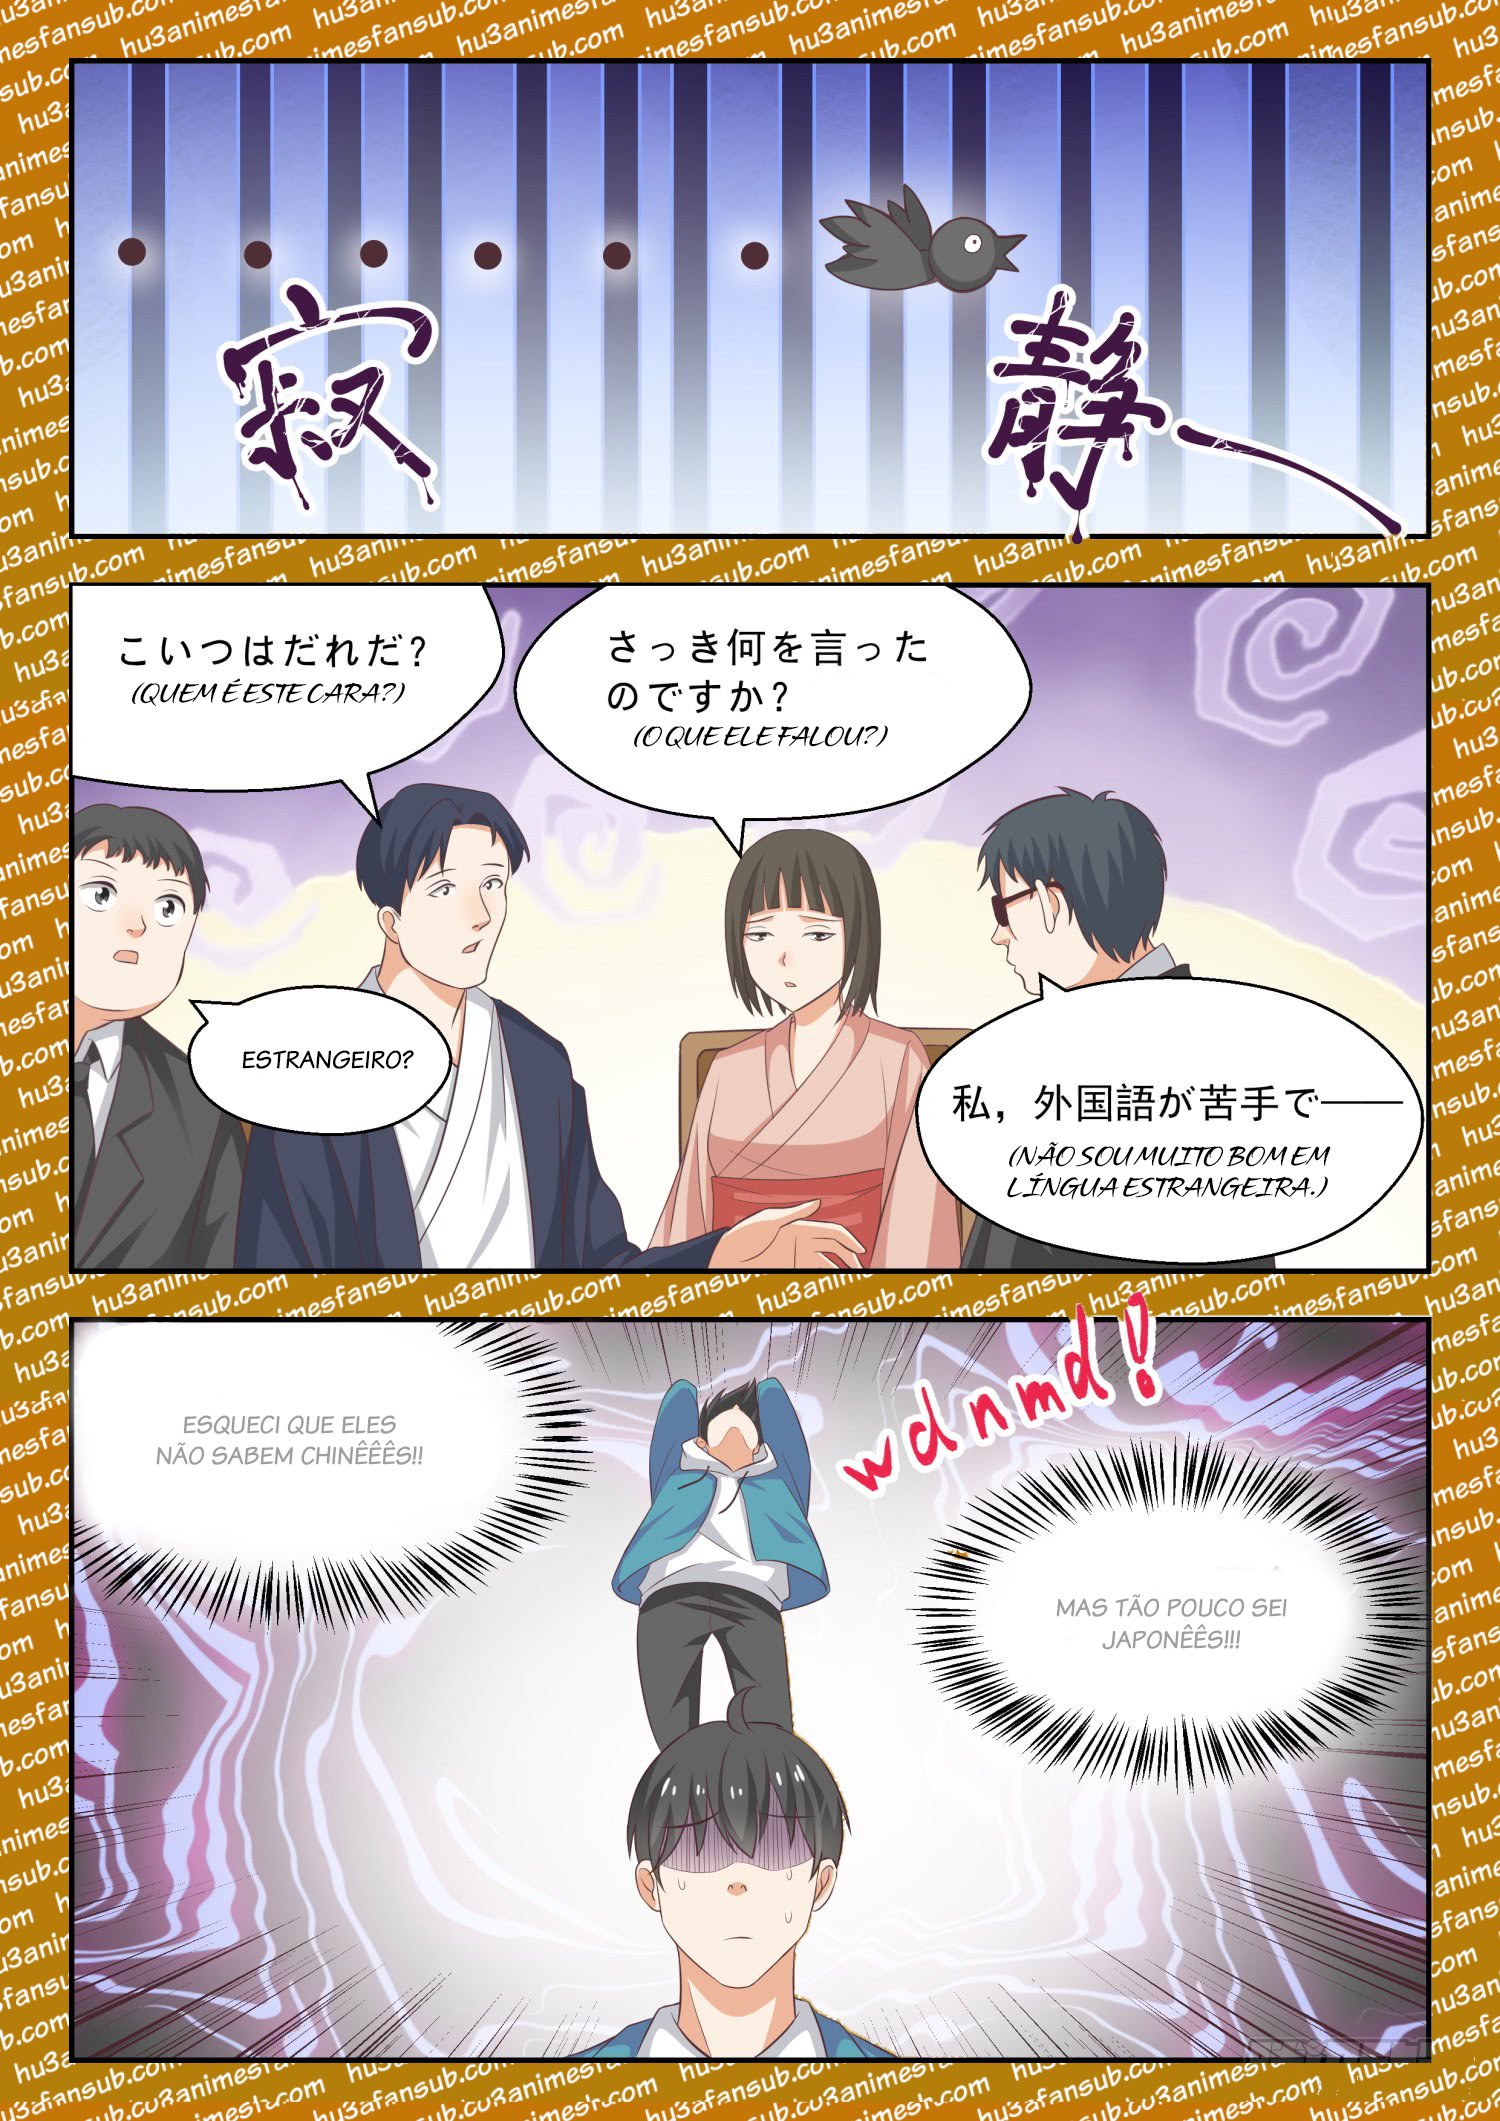 寂 静
こいつはだれだ?
(QUEM É ESTE CARA?)
さっき何を言った
のですか?
(O QUE ELE FALOU?)
ESTRANGEIRO?
私，外国語が苦手で——
(NÃO SOU MUITO BOM EM
LÍNGUA ESTRANGEIRA.)
wdnmd!
ESQUECI QUE ELES
NÃO SABEM CHINÊÊÊS!!
MAS TÃO POUCO SEI
JAPONÊÊS!!!
hu3animesfansub.com